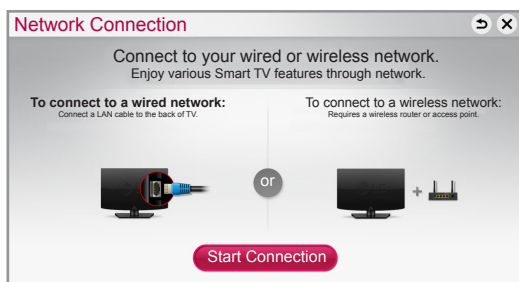 Network Connection
Connect to your wired or wireless network.
Enjoy various Smart TV features through network.
To connect to a wired network:
Connect a LAN cable to the back of TV.
To connect to a wireless network:
Requires a wireless router or access point.
or
Start Connection